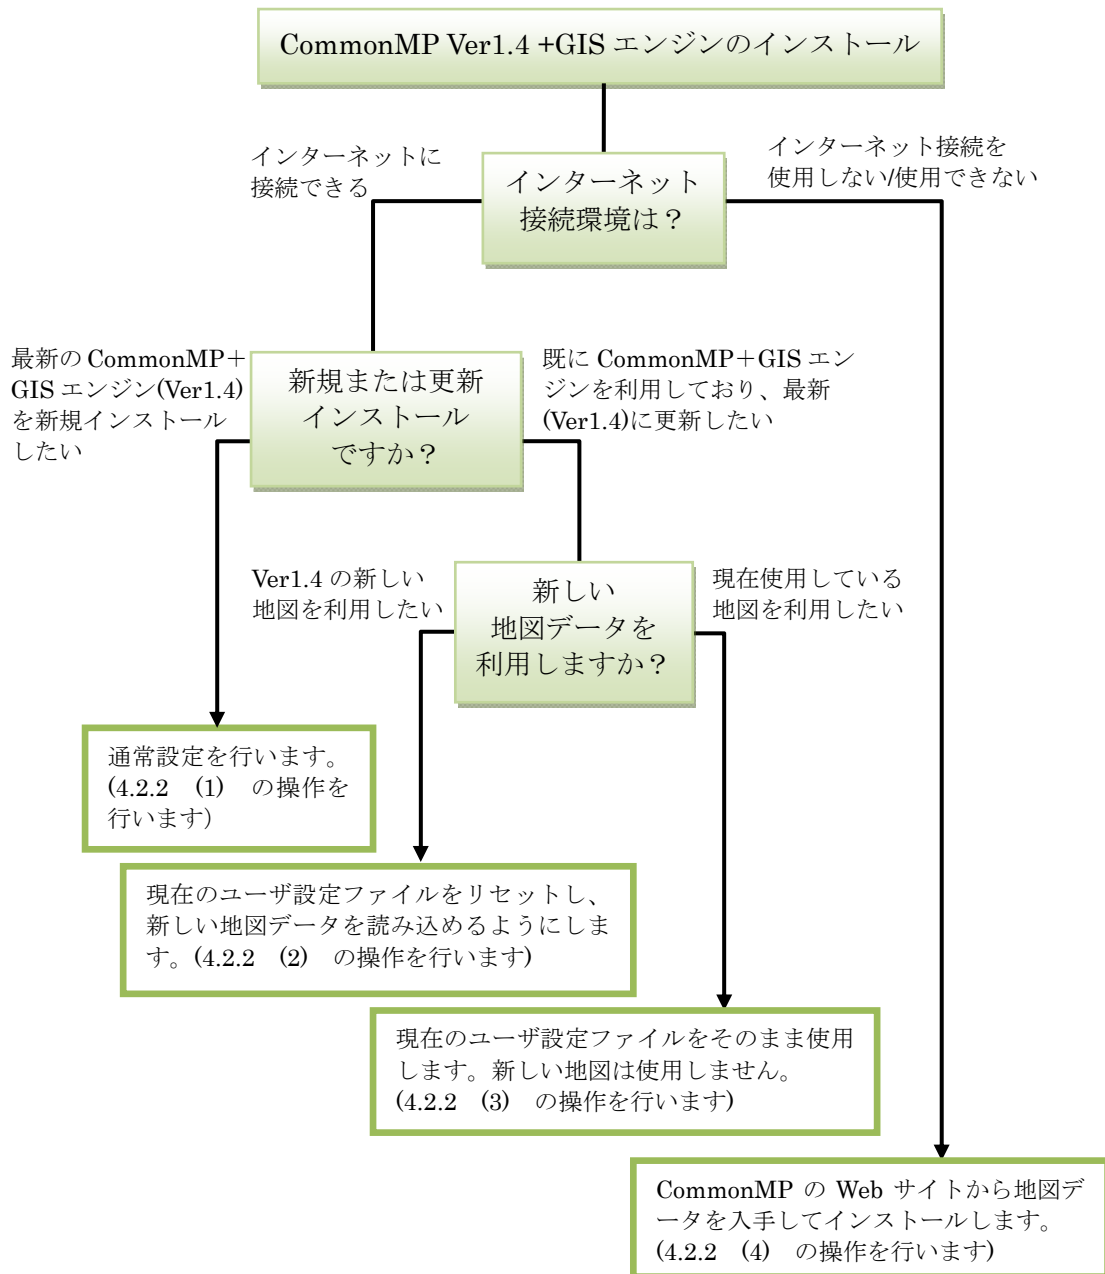 CommonMP Ver1.4 +GIS エンジンのインストール
インターネットに
接続できる
インターネット接続を
使用しない/使用できない
インターネット
接続環境は？
最新の CommonMP＋
GIS エンジン(Ver1.4)
を新規インストール
したい
新規または更新
インストール
ですか？
既に CommonMP＋GIS エン
ジンを利用しており、最新
(Ver1.4)に更新したい
Ver1.4 の新しい
地図を利用したい
新しい
地図データを
利用しますか？
現在使用している
地図を利用したい
通常設定を行います。
(4.2.2　(1)　の操作を
行います)
現在のユーザ設定ファイルをリセットし、
新しい地図データを読み込めるようにしま
す。(4.2.2　(2)　の操作を行います)
現在のユーザ設定ファイルをそのまま使用
します。新しい地図は使用しません。
(4.2.2　(3)　の操作を行います)
CommonMP の Web サイトから地図デ
ータを入手してインストールします。
(4.2.2　(4)　の操作を行います)